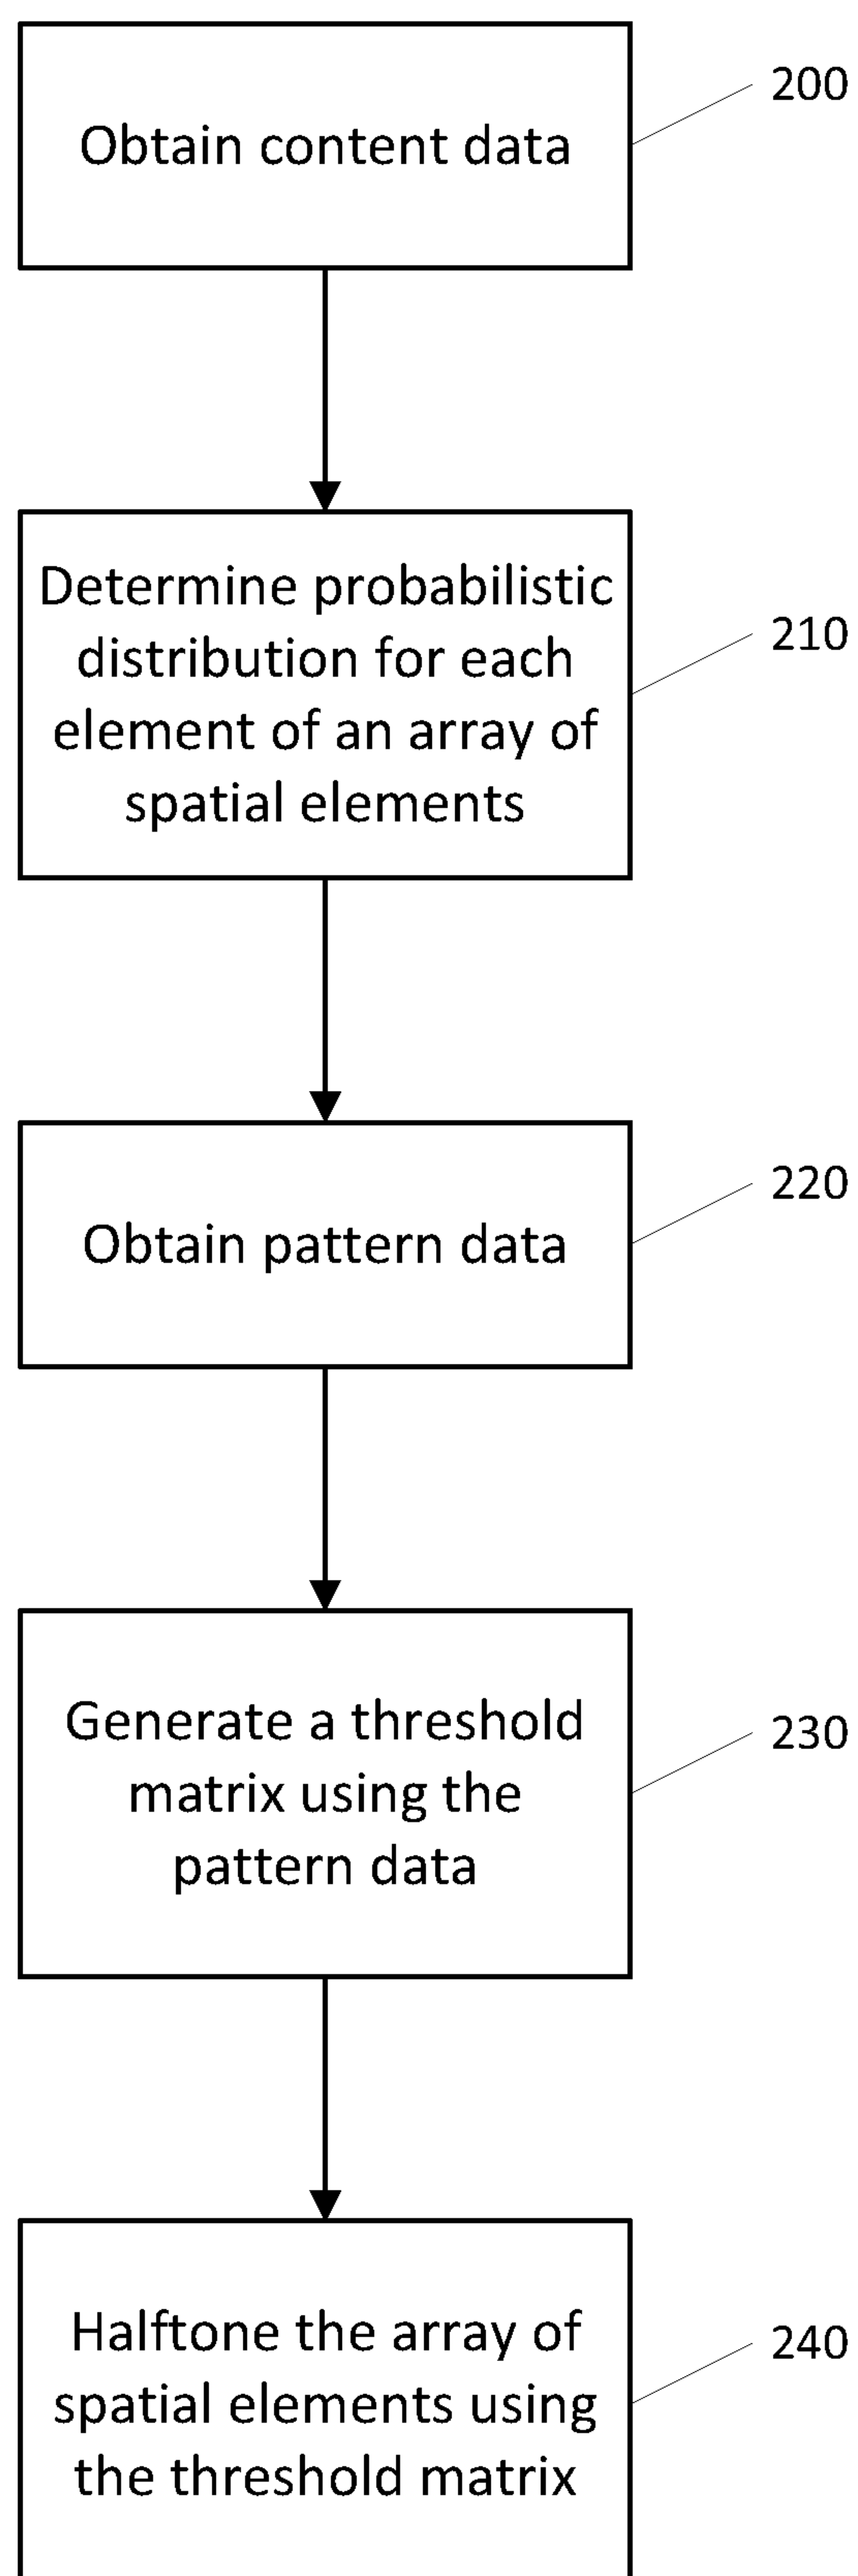 Obtain content data
200
Determine probabilistic
distribution for each
element of an array of
spatial elements
210
Obtain pattern data
220
Generate a threshold
matrix using the
pattern data
230
Halftone the array of
spatial elements using
the threshold matrix
240